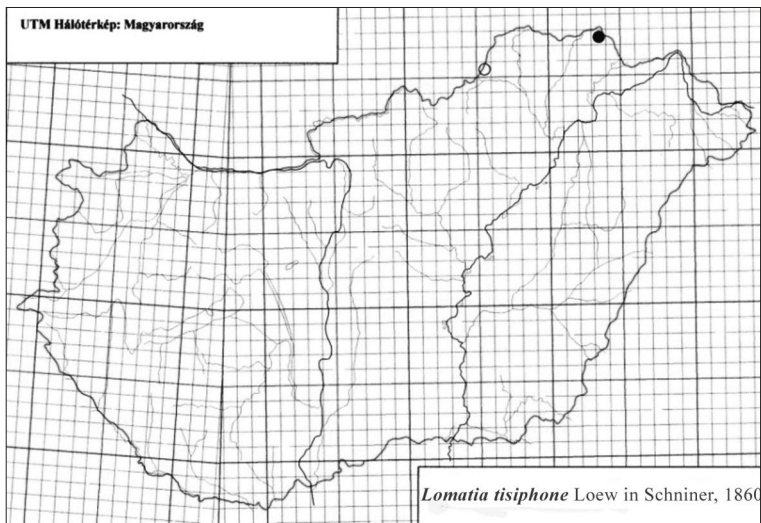 UTM Hálótérkép: Magyarország
Lomatia tisiphone Loew in Schniner, 1860